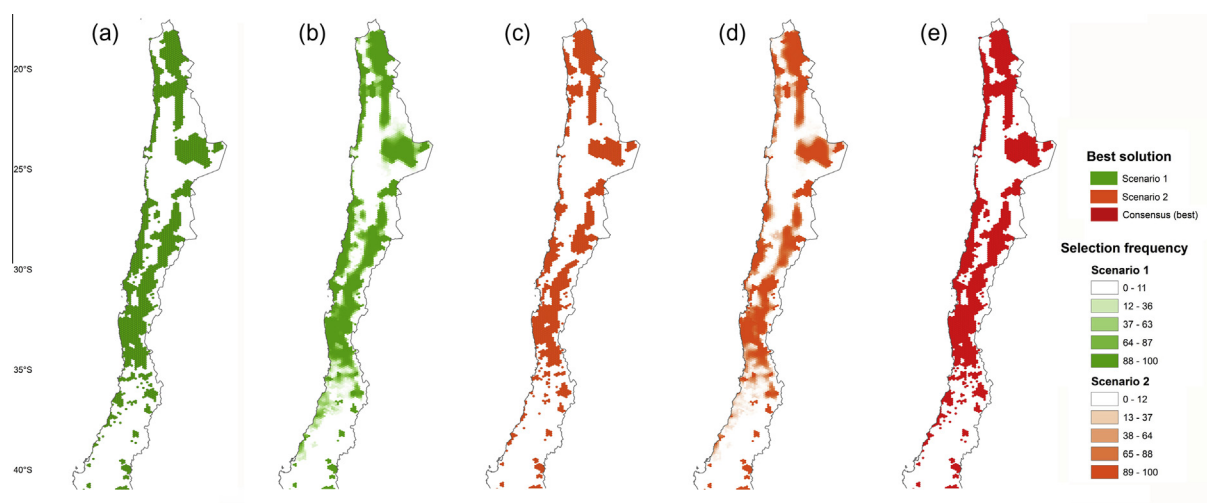 (a) (b) (c) (d) (e)
20°S
25°S
30°S
35°S
40°S
Best solution
Scenario 1
Scenario 2
Consensus (best)
Selection frequency
Scenario 1
0 - 11
12 - 36
37 - 63
64 - 87
88 - 100
Scenario 2
0 - 12
13 - 37
38 - 64
65 - 88
89 - 100